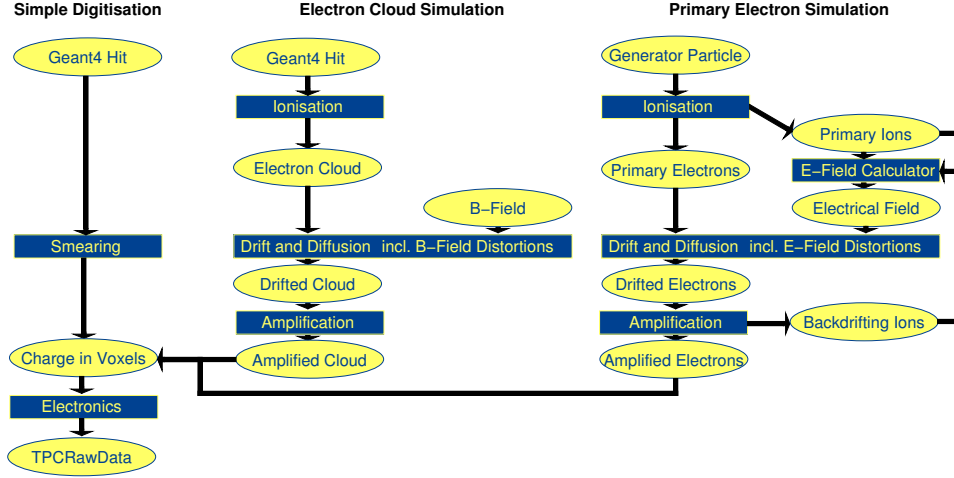 Simple Digitisation
Geant4 Hit
Smearing
Charge in Voxels
Electronics
TPCRawData
Electron Cloud Simulation
Geant4 Hit
Ionisation
Electron Cloud
B−Field
Drift and Diffusion incl. B−Field Distortions
Drifted Cloud
Amplification
Amplified Cloud
Primary Electron Simulation
Generator Particle
Ionisation
Primary Ions
Primary Electrons
E−Field Calculator
Electrical Field
Drift and Diffusion incl. E−Field Distortions
Drifted Electrons
Amplification
Backdrifting Ions
Amplified Electrons